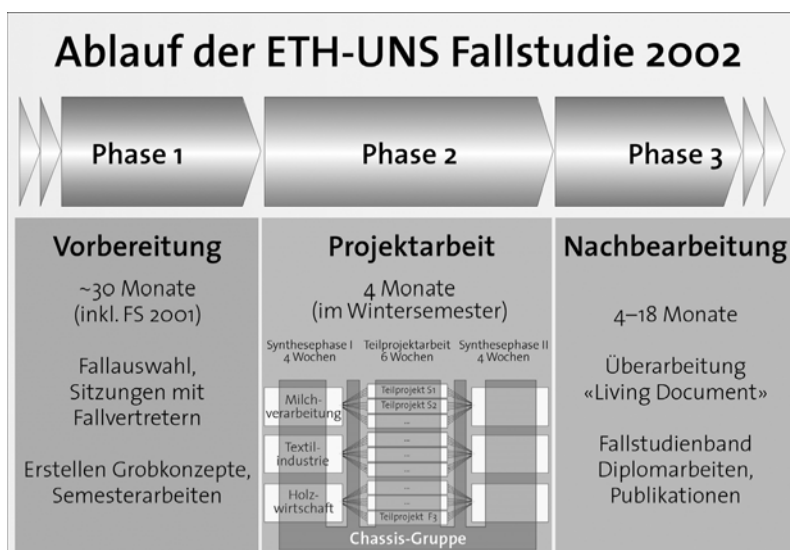 Ablauf der ETH-UNS Fallstudie 2002
Phase 1
Phase 2
Phase 3
Vorbereitung
~30 Monate
(inkl. FS 2001)
Fallauswahl,
Sitzungen mit
Fallvertretern
Erstellen Grobkonzepte,
Semesterarbeiten
Projektarbeit
4 Monate
(im Wintersemester)
Synthesephase I
4 Wochen
Teilprojektarbeit
6 Wochen
Synthesephase II
4 Wochen
Milch-
verarbeitung
Textil-
industrie
Holz-
wirtschaft
Teilprojekt S1
Teilprojekt S2
...
...
...
...
...
...
Teilprojekt F3
Chassis-Gruppe
Nachbearbeitung
4–18 Monate
Überarbeitung
«Living Document»
Fallstudienband
Diplomarbeiten,
Publikationen